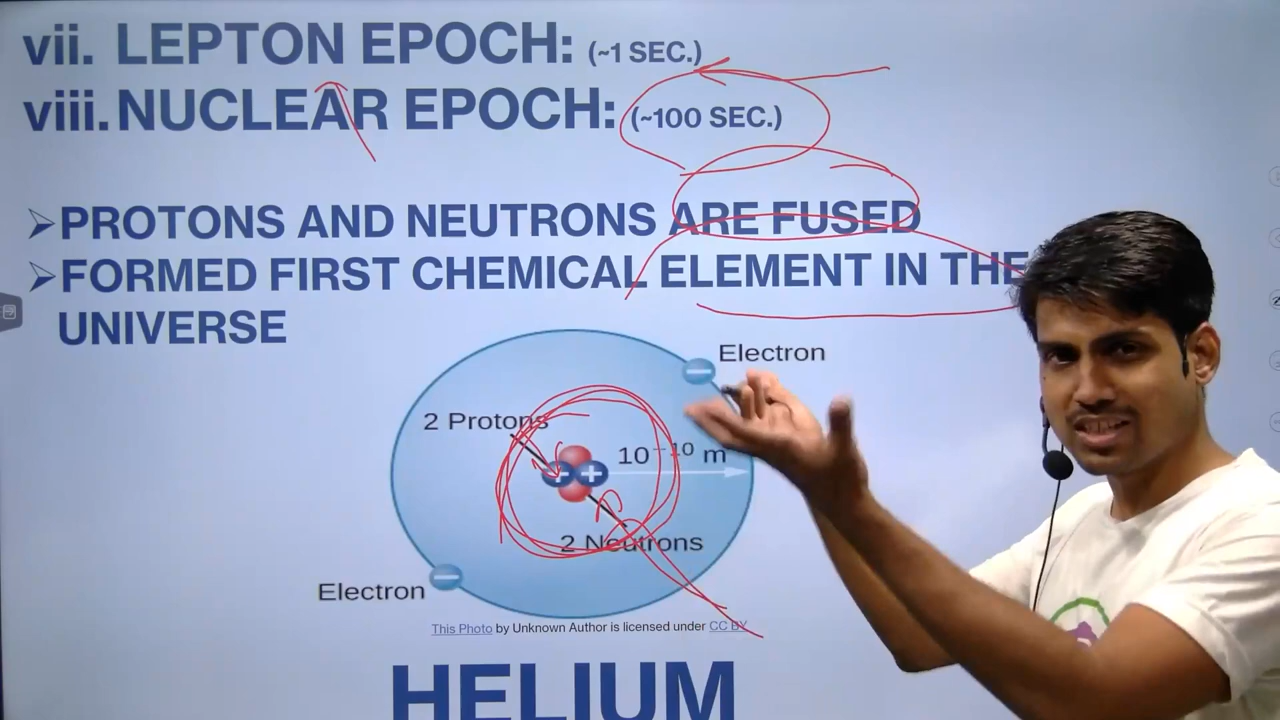 vii. LEPTON EPOCH: (~1 SEC.)
viii. NUCLEAR EPOCH: (~100 SEC.)
➢PROTONS AND NEUTRONS ARE FUSED
➢FORMED FIRST CHEMICAL ELEMENT IN THE
UNIVERSE
Electron
2 Protons
10⁻¹⁰ m
2 Neutrons
Electron
This Photo by Unknown Author is licensed under CC BY
HELIUM